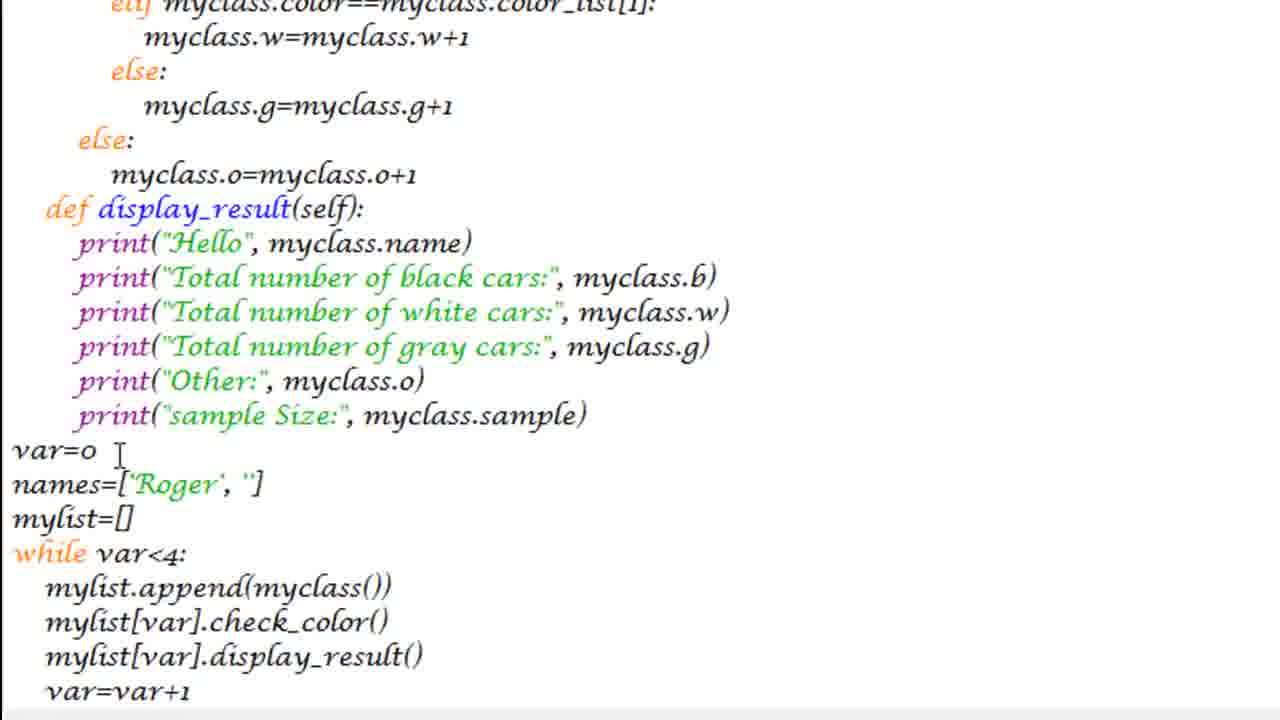 elif myclass.color==myclass.color_list[1]:
myclass.w=myclass.w+1
else:
myclass.g=myclass.g+1
else:
myclass.o=myclass.o+1
def display_result(self):
print("Hello", myclass.name)
print("Total number of black cars:", myclass.b)
print("Total number of white cars:", myclass.w)
print("Total number of gray cars:", myclass.g)
print("Other:", myclass.o)
print("sample Size:", myclass.sample)
var=0
names=['Roger', '']
mylist=[]
while var<4:
mylist.append(myclass())
mylist[var].check_color()
mylist[var].display_result()
var=var+1